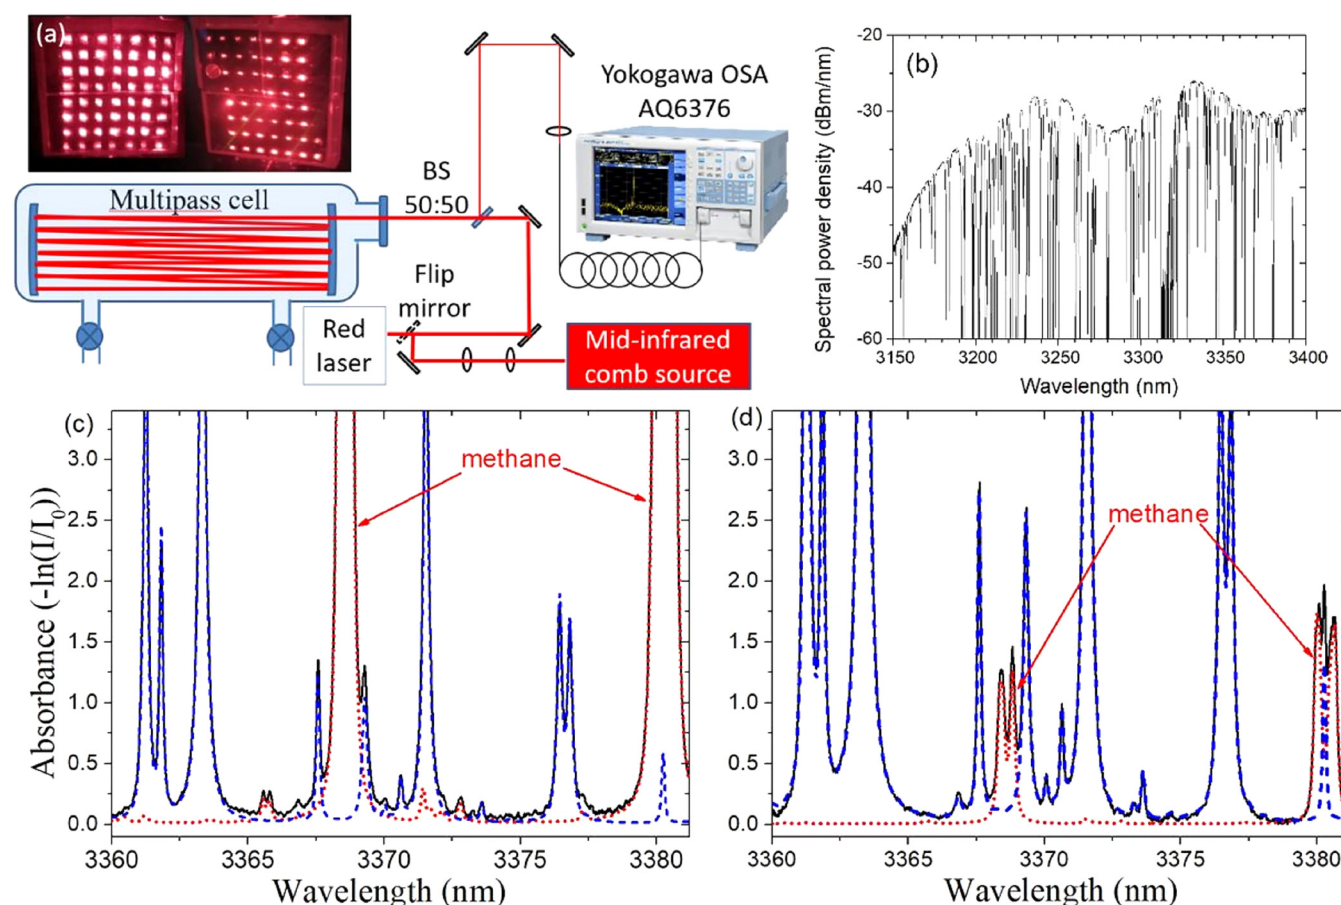 (a)
Yokogawa OSA
AQ6376
BS
50:50
Multipass cell
Flip
mirror
Red
laser
Mid-infrared
comb source
(b)
Spectral power density (dBm/nm)
-20
-30
-40
-50
-60
3150
3200
3250
3300
3350
3400
Wavelength (nm)
(c)
methane
Absorbance (-ln(I/I0))
3.0
2.5
2.0
1.5
1.0
0.5
0.0
3360
3365
3370
3375
3380
Wavelength (nm)
(d)
methane
3.0
2.5
2.0
1.5
1.0
0.5
0.0
3360
3365
3370
3375
3380
Wavelength (nm)